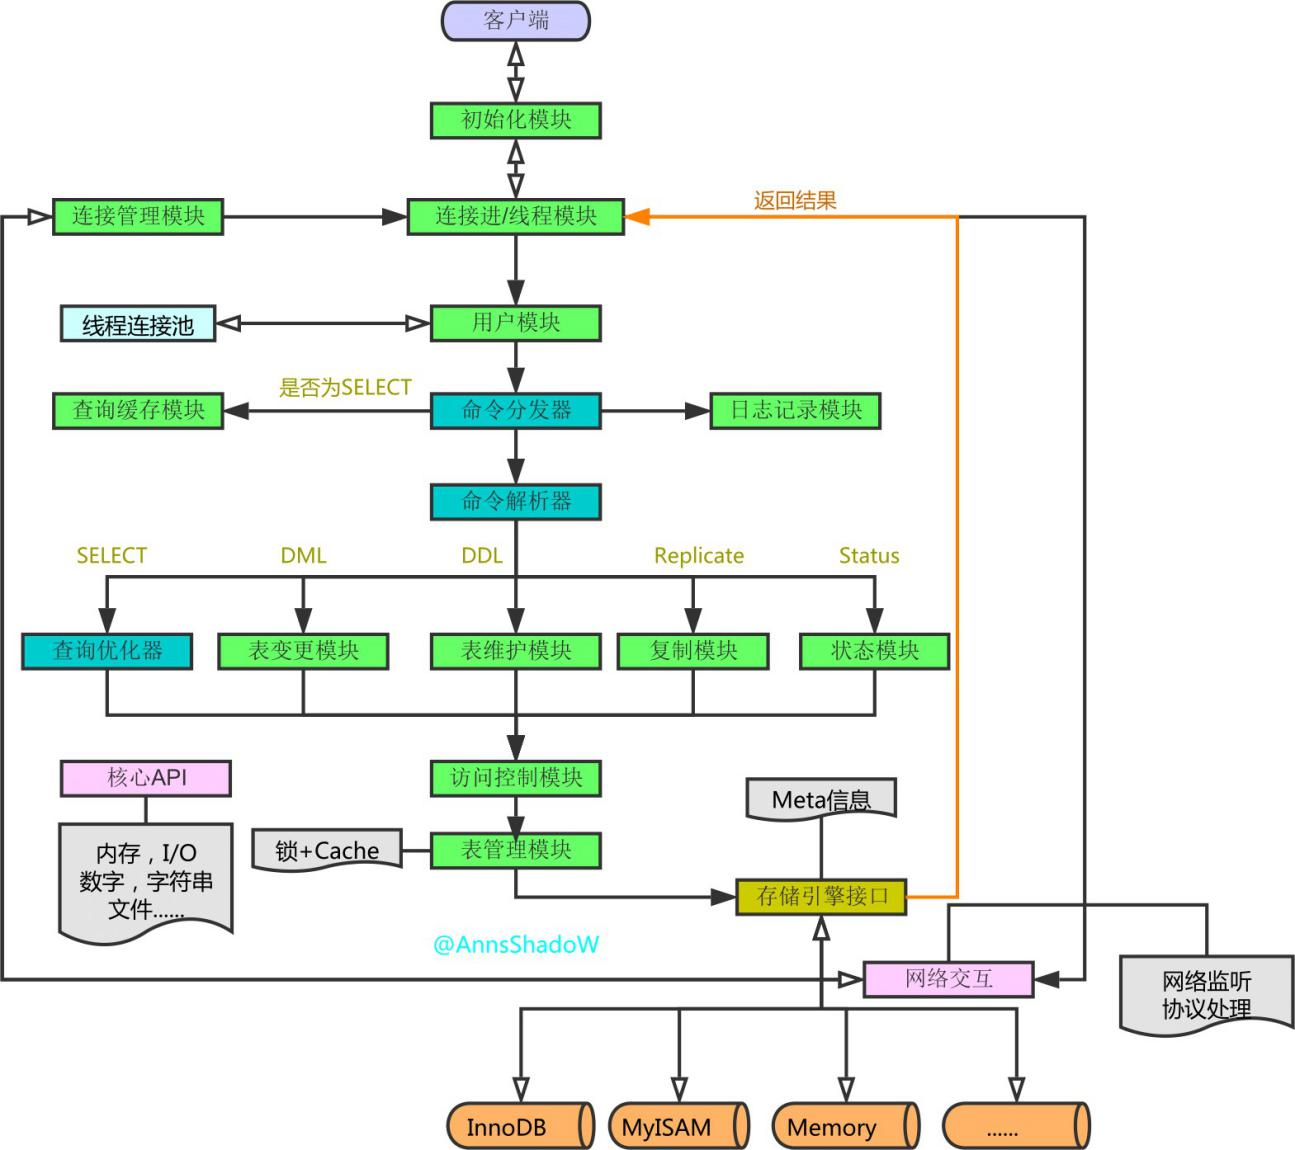 客户端
初始化模块
连接管理模块
连接进/线程模块
返回结果
线程连接池
用户模块
是否为SELECT
查询缓存模块
命令分发器
日志记录模块
命令解析器
SELECT
DML
DDL
Replicate
Status
查询优化器
表变更模块
表维护模块
复制模块
状态模块
核心API
访问控制模块
Meta信息
内存，I/O
数字，字符串
文件......
锁+Cache
表管理模块
存储引擎接口
@AnnsShadoW
网络交互
网络监听
协议处理
InnoDB
MyISAM
Memory
......